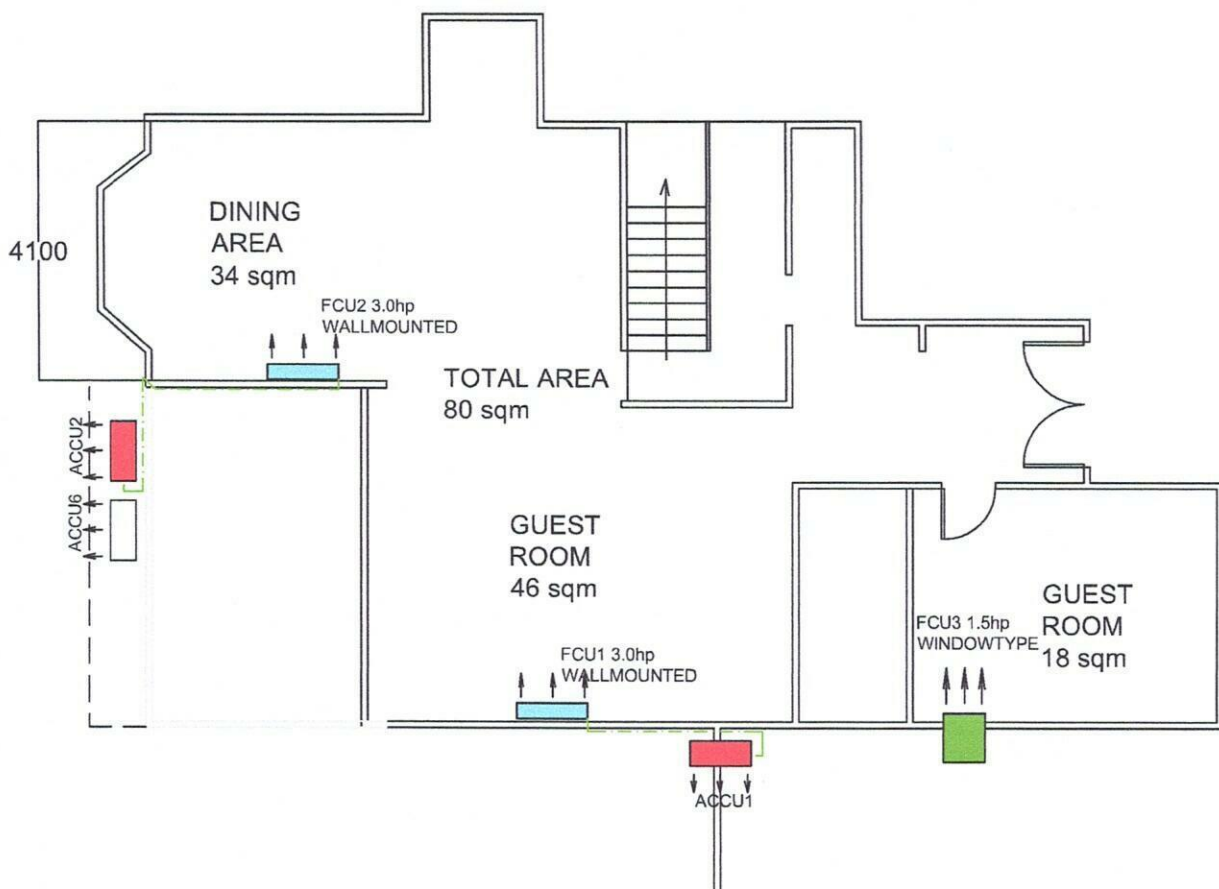 DINING
AREA
34 sqm
4100
FCU2 3.0hp
WALLMOUNTED
TOTAL AREA
80 sqm
ACCU2
ACCU6
GUEST
ROOM
46 sqm
FCU1 3.0hp
WALLMOUNTED
GUEST
ROOM
18 sqm
FCU3 1.5hp
WINDOWTYPE
ACCU1